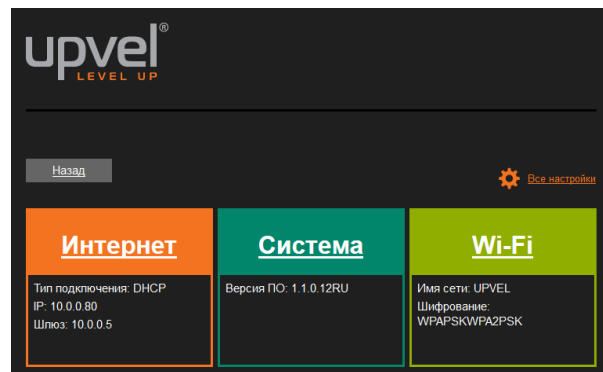 upvel®
LEVEL UP
Назад
Все настройки
Интернет
Система
Wi-Fi
Тип подключения: DHCP
IP: 10.0.0.80
Шлюз: 10.0.0.5
Версия ПО: 1.1.0.12RU
Имя сети: UPVEL
Шифрование:
WPAPSKWPA2PSK